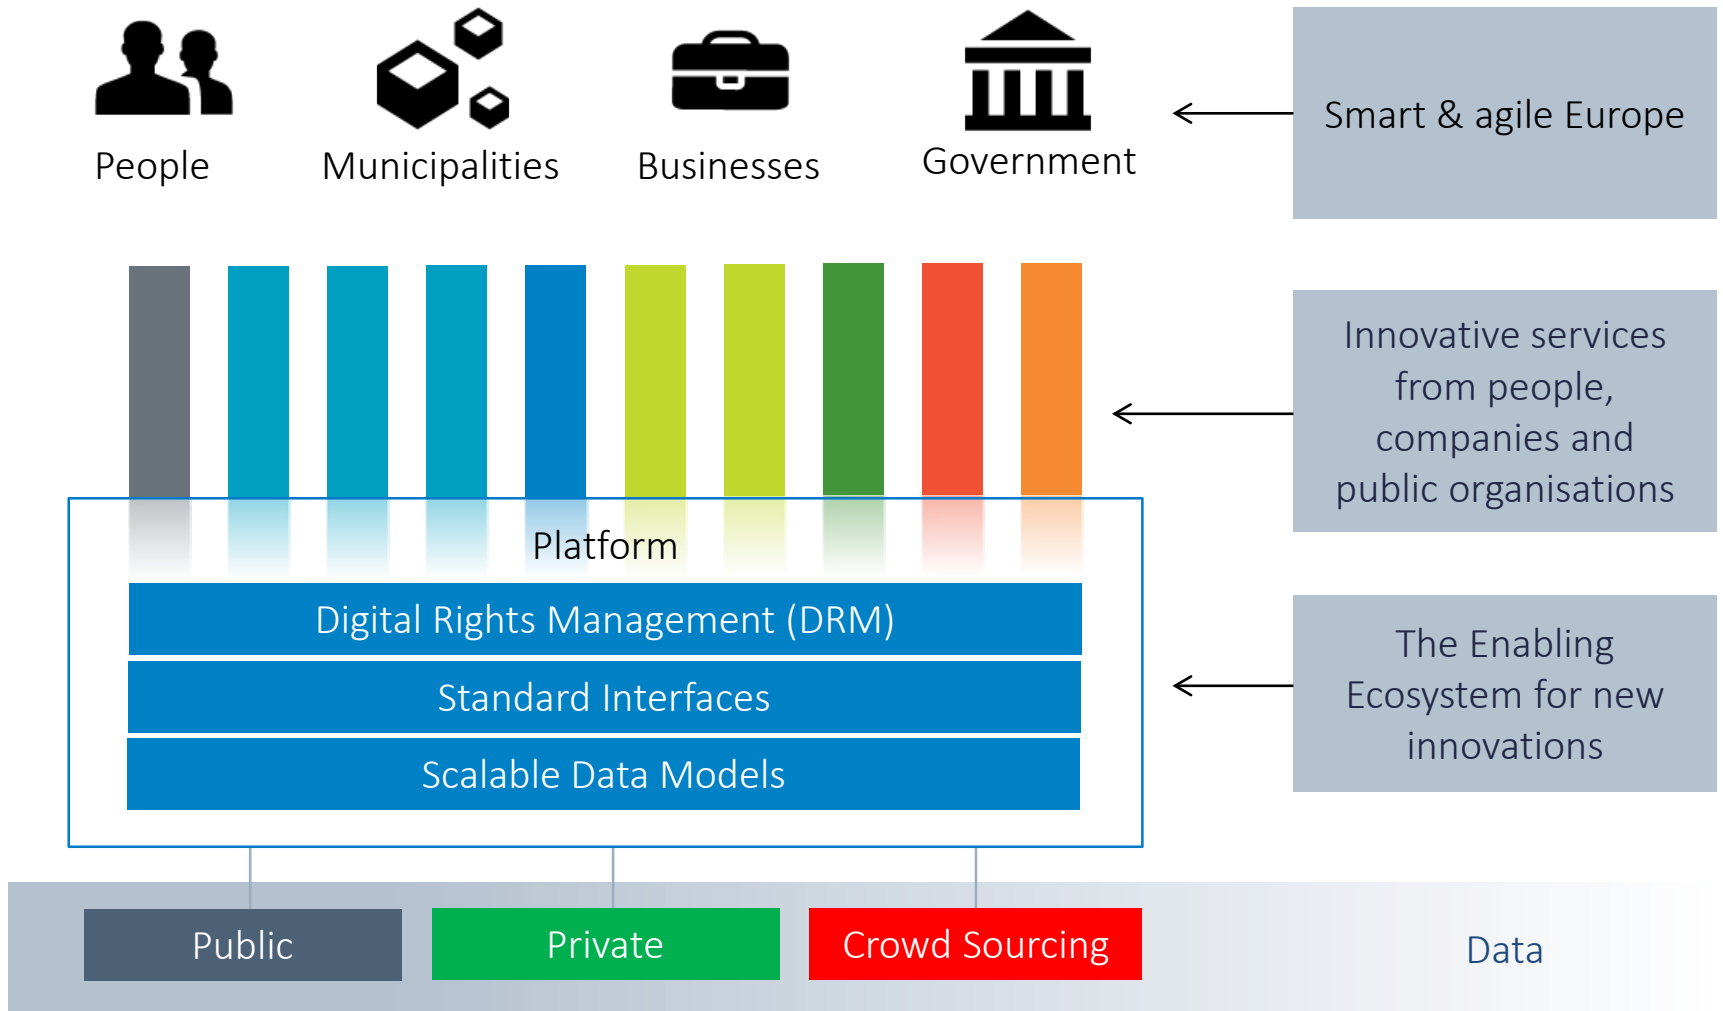 People
Municipalities
Businesses
Government
Smart & agile Europe
Innovative services
from people,
companies and
public organisations
Platform
Digital Rights Management (DRM)
Standard Interfaces
Scalable Data Models
The Enabling
Ecosystem for new
innovations
Public
Private
Crowd Sourcing
Data